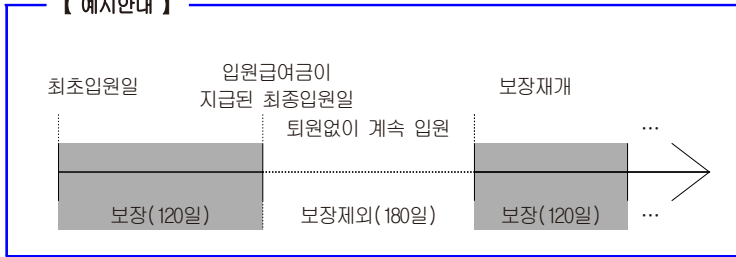 【 예시안내 】
최초입원일
입원급여금이
지급된 최종입원일
보장재개
퇴원없이 계속 입원
…
보장(120일)
보장제외(180일)
보장(120일)
…